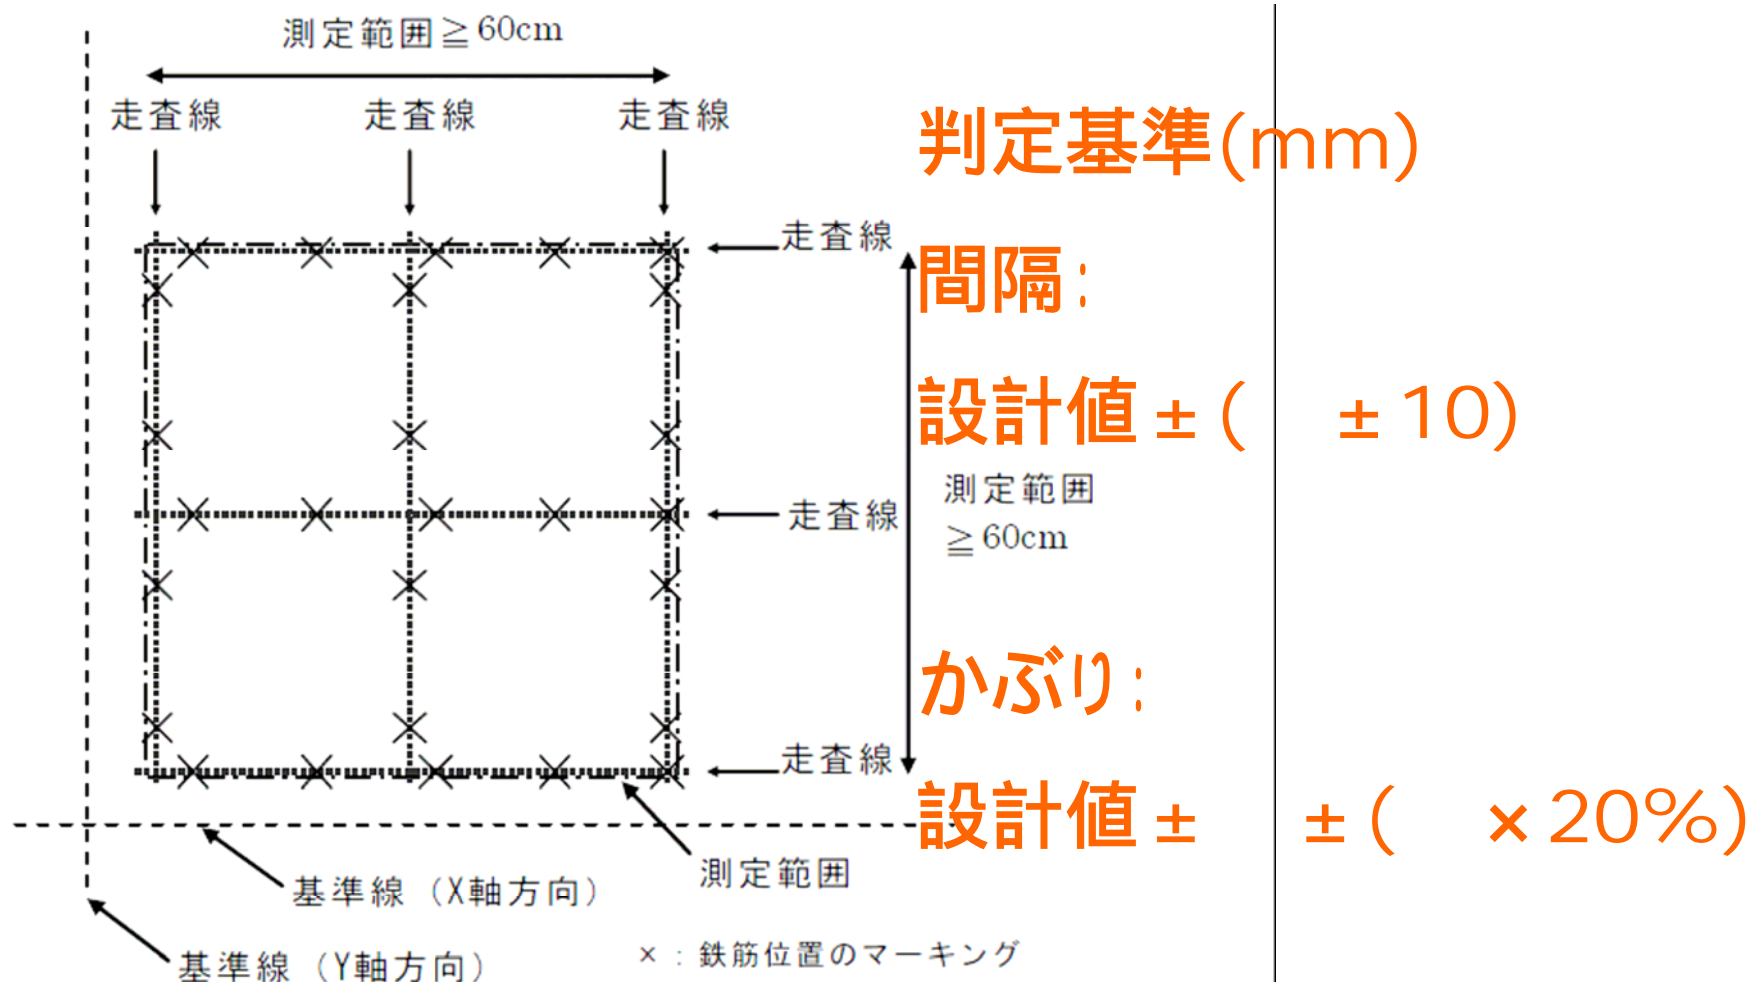 測定範囲≧60cm
走査線 走査線 走査線
判定基準(mm)
走査線
間隔:
設計値±( ±10)
測定範囲
≧60cm
走査線
かぶり:
走査線
設計値± ±( ×20%)
測定範囲
基準線（X軸方向）
基準線（Y軸方向）
×:鉄筋位置のマーキング